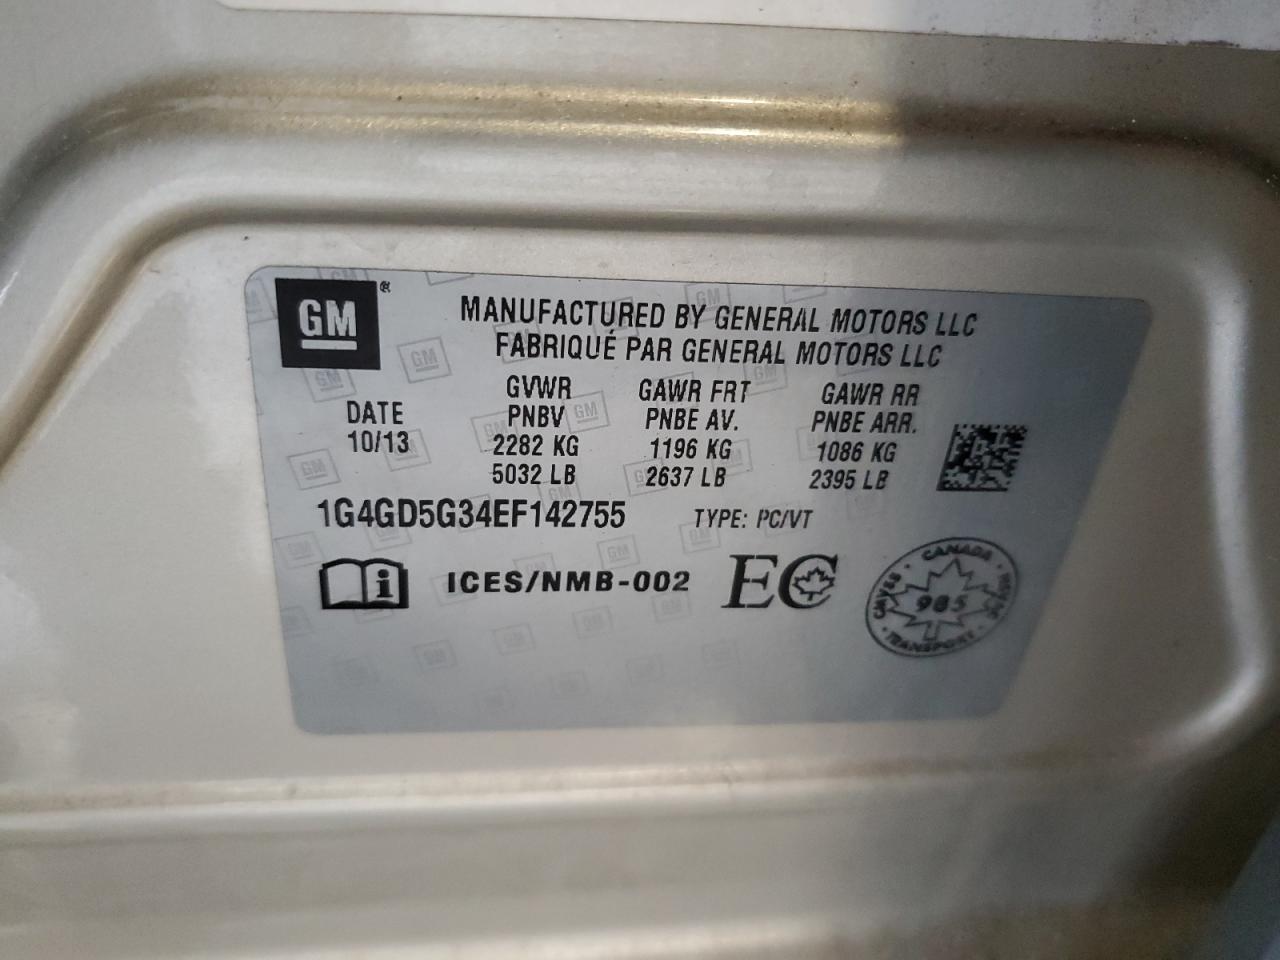 GM®
MANUFACTURED BY GENERAL MOTORS LLC
FABRIQUÉ PAR GENERAL MOTORS LLC
DATE
10/13
GVWR
PNBV
2282 KG
5032 LB
GAWR FRT
PNBE AV.
1196 KG
2637 LB
GAWR RR
PNBE ARR.
1086 KG
2395 LB
1G4GD5G34EF142755 TYPE: PC/VT
i ICES/NMB-002 EC
CANADA
905
TRANSPORT